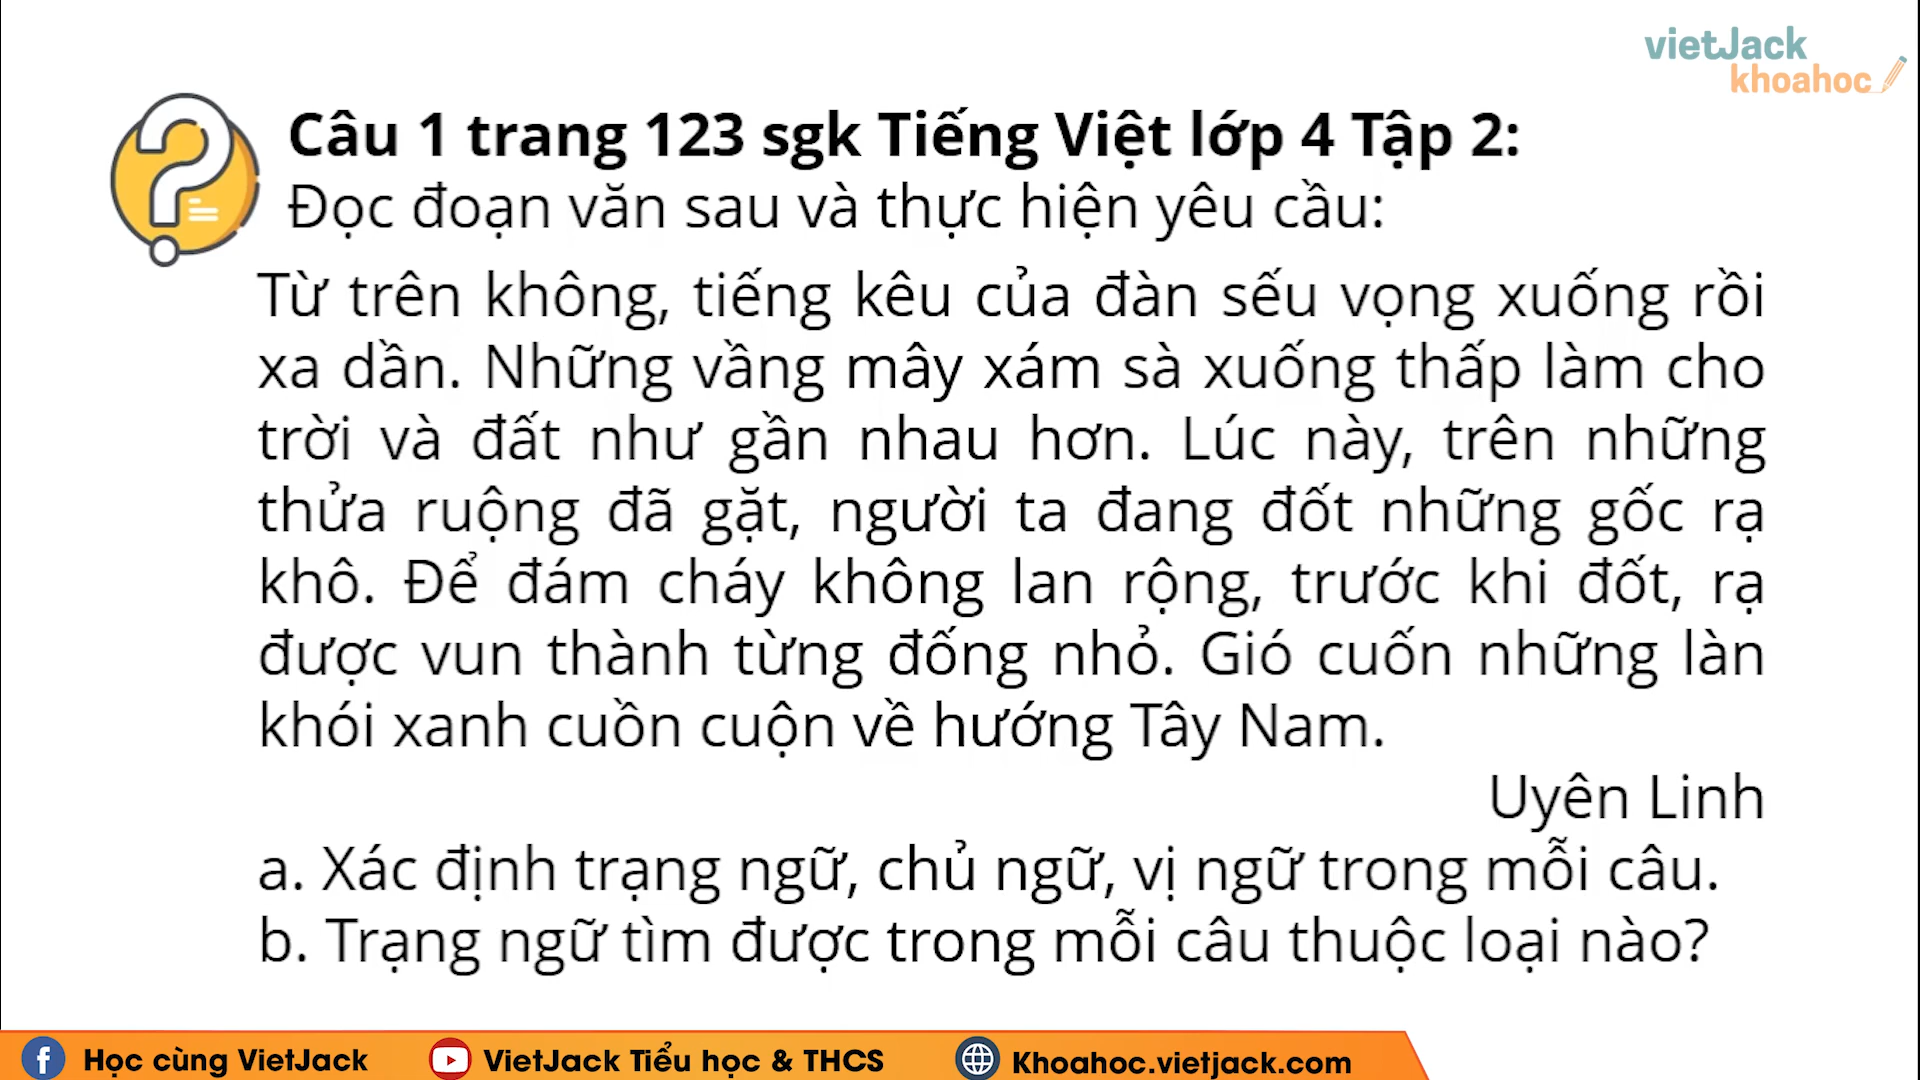 vietJack
khoahoc
Câu 1 trang 123 sgk Tiếng Việt lớp 4 Tập 2:
Đọc đoạn văn sau và thực hiện yêu cầu:
Từ trên không, tiếng kêu của đàn sếu vọng xuống rồi
xa dần. Những vầng mây xám sà xuống thấp làm cho
trời và đất như gần nhau hơn. Lúc này, trên những
thửa ruộng đã gặt, người ta đang đốt những gốc rạ
khô. Để đám cháy không lan rộng, trước khi đốt, rạ
được vun thành từng đống nhỏ. Gió cuốn những làn
khói xanh cuồn cuộn về hướng Tây Nam.
Uyên Linh
a. Xác định trạng ngữ, chủ ngữ, vị ngữ trong mỗi câu.
b. Trạng ngữ tìm được trong mỗi câu thuộc loại nào?
Học cùng VietJack
VietJack Tiểu học & THCS
Khoahoc.vietjack.com